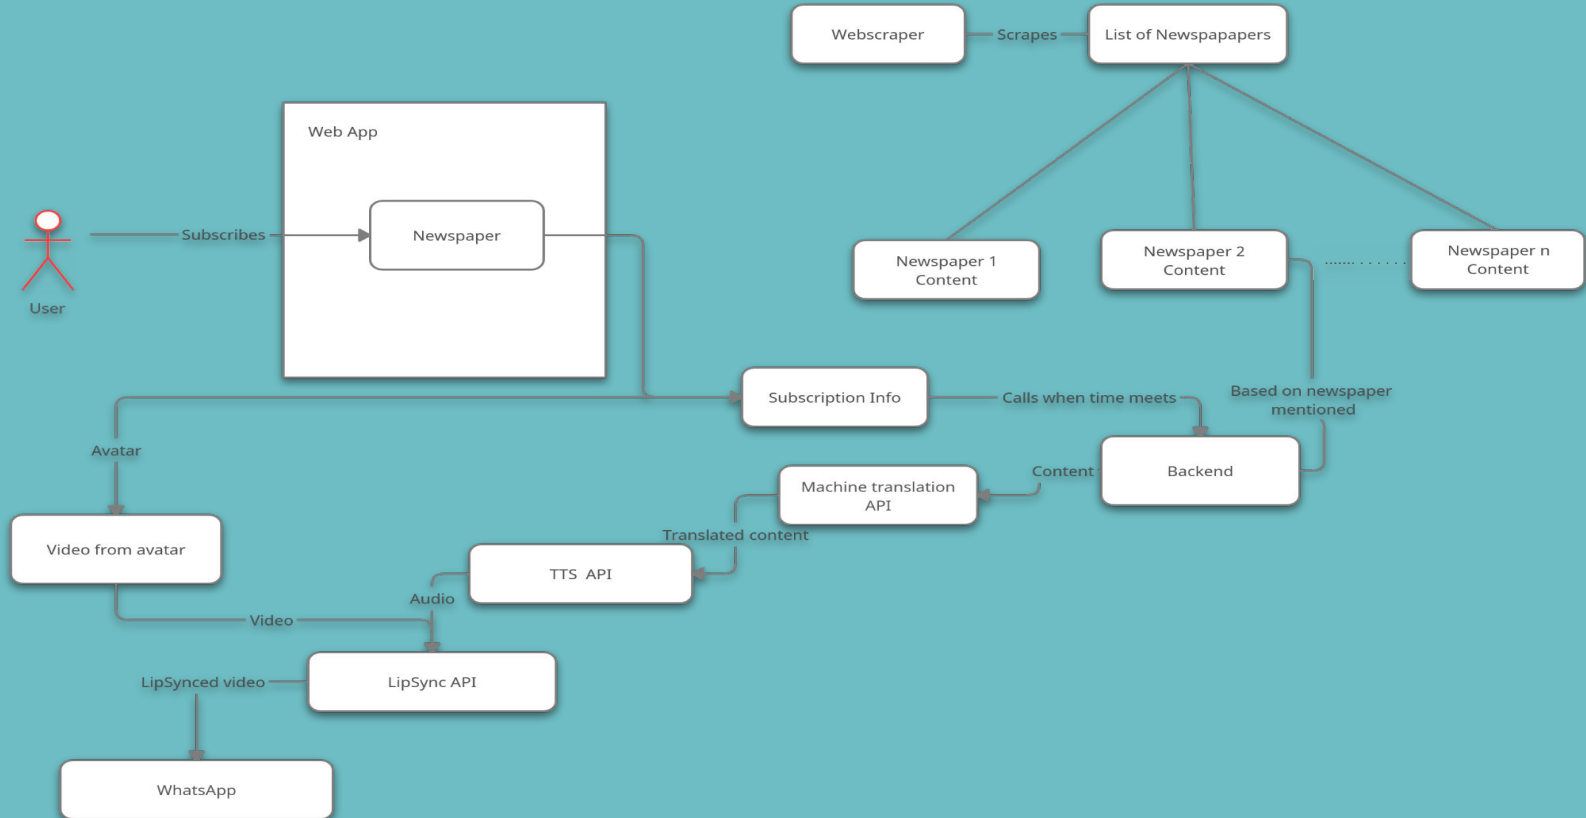 Webscraper
Scrapes
List of Newspapapers
Web App
Newspaper
Subscribes
User
Newspaper 1
Content
Newspaper 2
Content
....... . . . . . .
Newspaper n
Content
Subscription Info
Calls when time meets
Based on newspaper
mentioned
Avatar
Backend
Content
Machine translation
API
Translated content
Video from avatar
TTS  API
Audio
Video
LipSync API
LipSynced video
WhatsApp